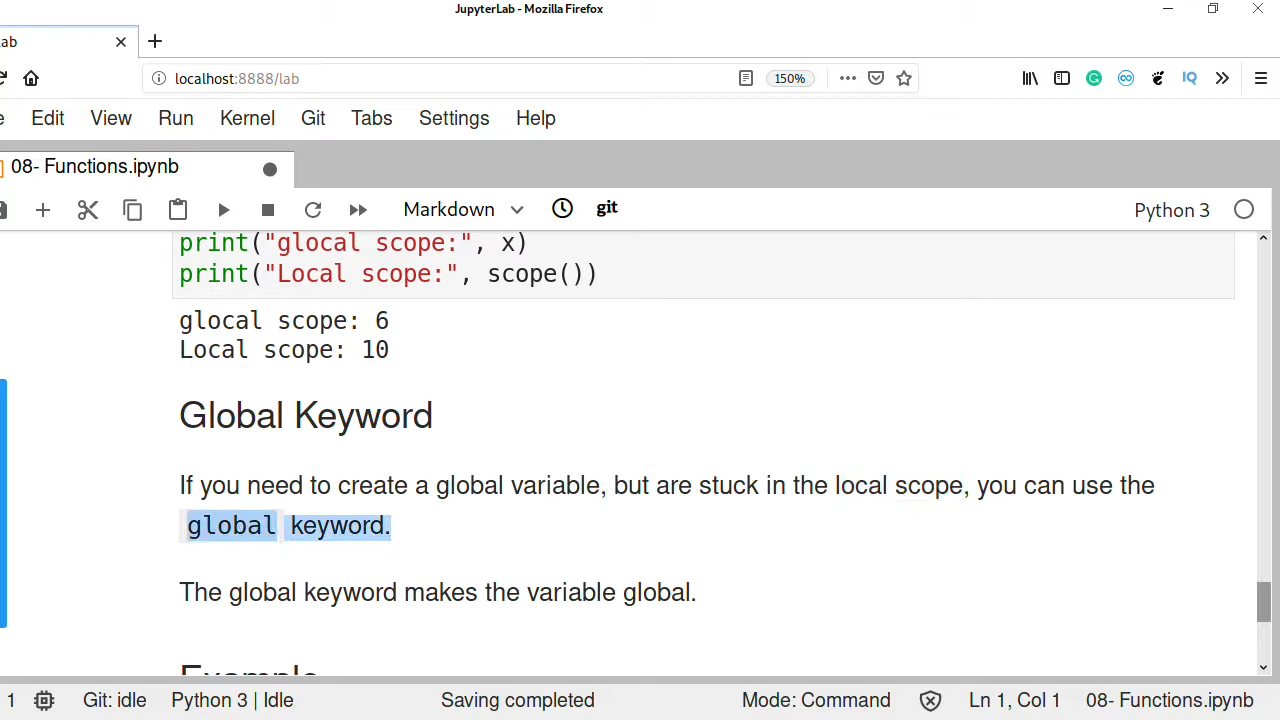 JupyterLab - Mozilla Firefox
ab
localhost:8888/lab
150%
Edit View Run Kernel Git Tabs Settings Help
08- Functions.ipynb
Markdown
git
Python 3
print("glocal scope:", x)
print("Local scope:", scope())
glocal scope: 6
Local scope: 10
Global Keyword
If you need to create a global variable, but are stuck in the local scope, you can use the
global keyword.
The global keyword makes the variable global.
Example
1 Git: idle Python 3 | Idle Saving completed Mode: Command Ln 1, Col 1 08- Functions.ipynb